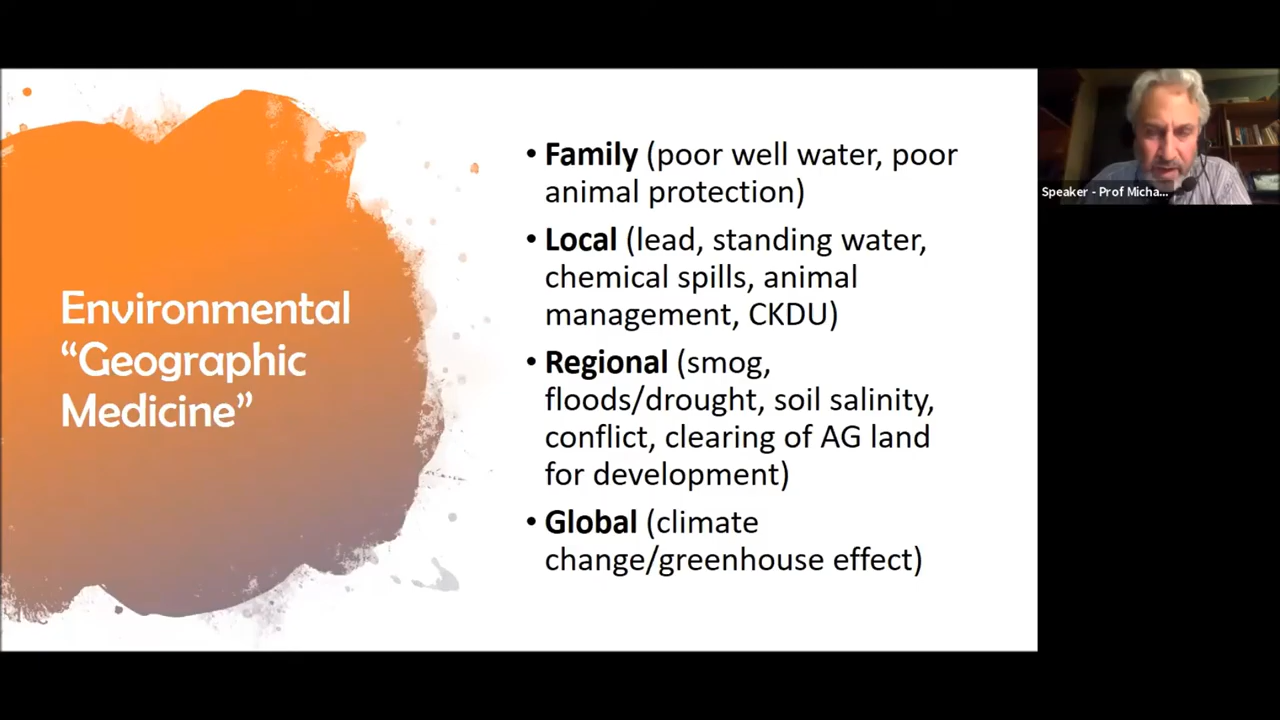 Environmental
“Geographic
Medicine”
• Family (poor well water, poor
animal protection)
• Local (lead, standing water,
chemical spills, animal
management, CKDU)
• Regional (smog,
floods/drought, soil salinity,
conflict, clearing of AG land
for development)
• Global (climate
change/greenhouse effect)
Speaker - Prof Micha...